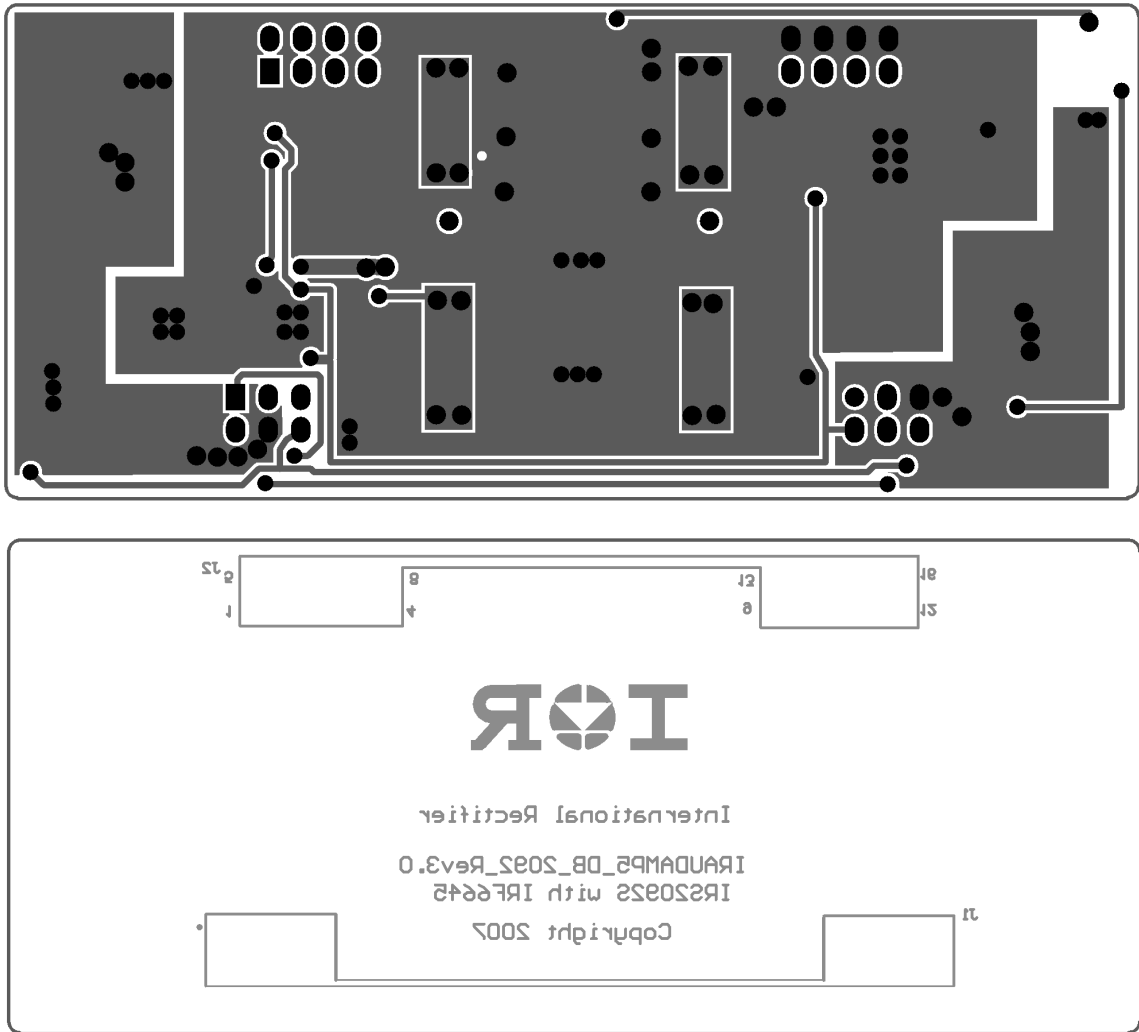 J2
5 8 13 16
1 4 9 12
IOR
International Rectifier
IRAUDAMP5_DB_2092_Rev3.0
IRS2092S with IRF6645
Copyright 2007
J1